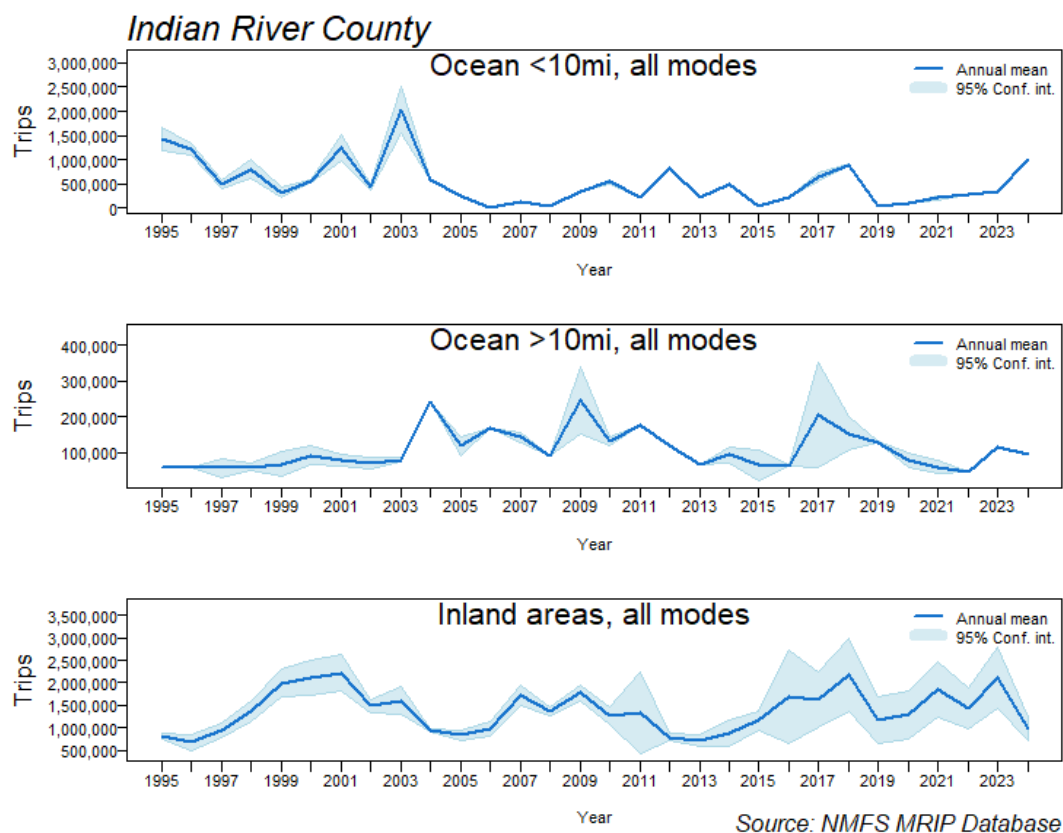 Indian River County
Ocean <10mi, all modes
Annual mean
95% Conf. int.
Trips
3,000,000
2,500,000
2,000,000
1,500,000
1,000,000
500,000
0
1995 1997 1999 2001 2003 2005 2007 2009 2011 2013 2015 2017 2019 2021 2023
Year
Ocean >10mi, all modes
Annual mean
95% Conf. int.
Trips
400,000
300,000
200,000
100,000
1995 1997 1999 2001 2003 2005 2007 2009 2011 2013 2015 2017 2019 2021 2023
Year
Inland areas, all modes
Annual mean
95% Conf. int.
Trips
3,500,000
3,000,000
2,500,000
2,000,000
1,500,000
1,000,000
500,000
1995 1997 1999 2001 2003 2005 2007 2009 2011 2013 2015 2017 2019 2021 2023
Year
Source: NMFS MRIP Database